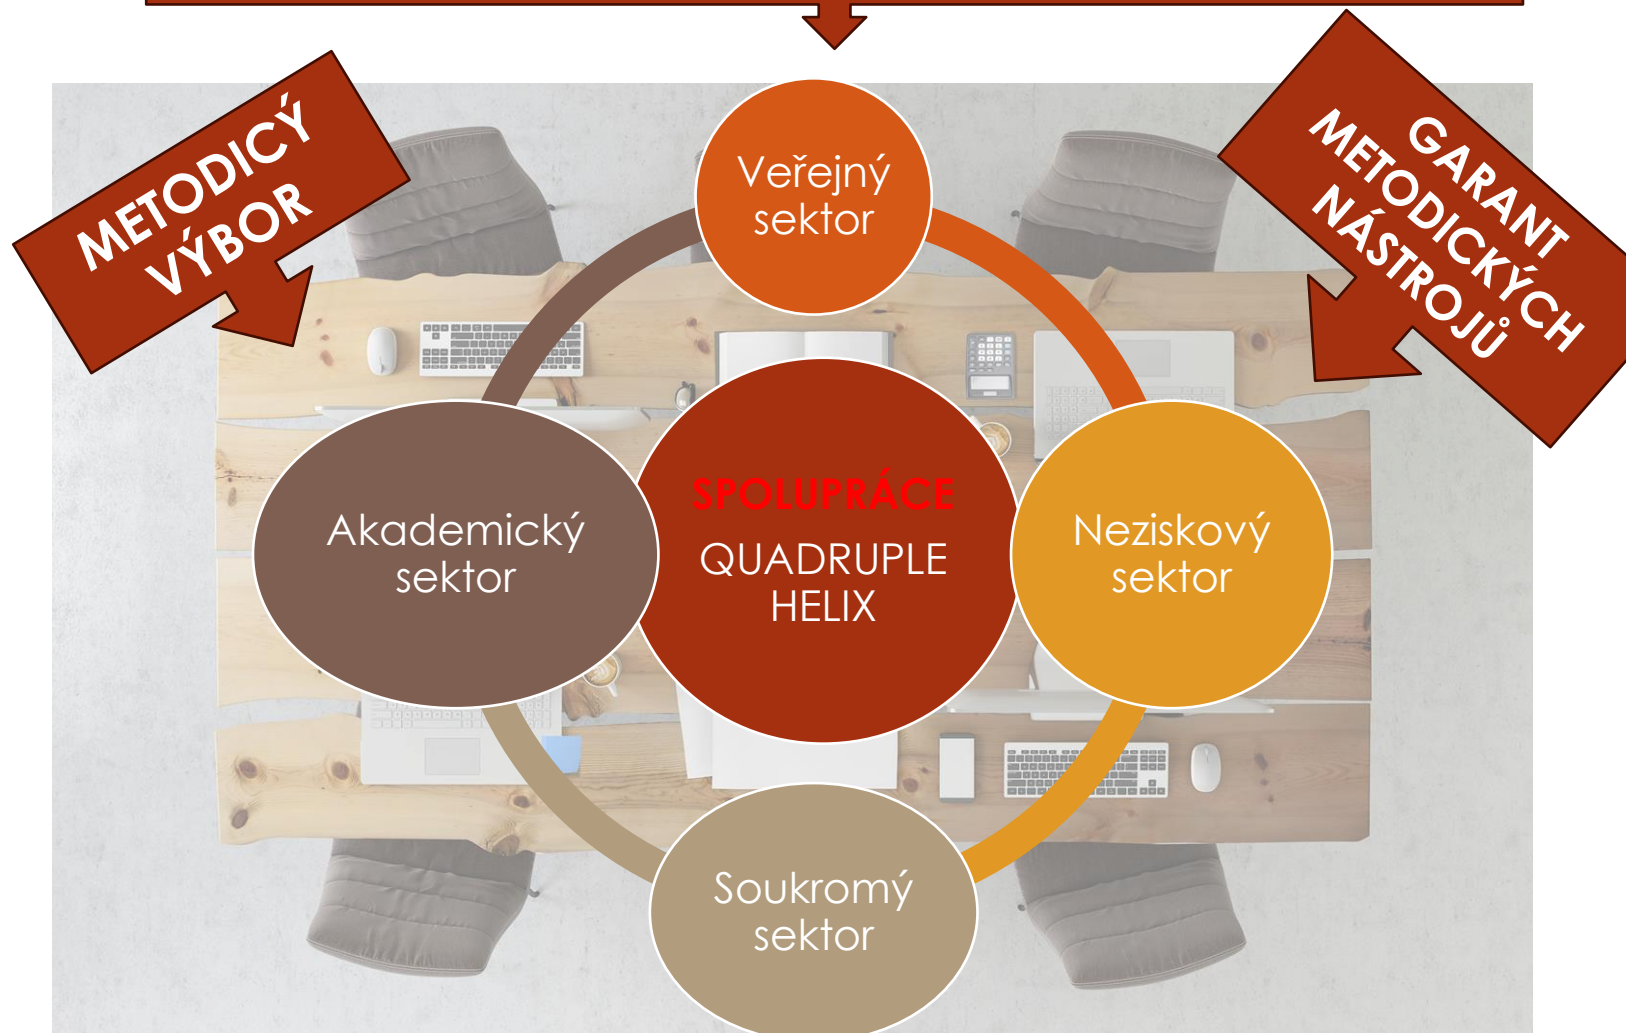 METODICÝ
VÝBOR
GARANT
METODICKÝCH
NÁSTROJŮ
Veřejný
sektor
Akademický
sektor
SPOLUPRÁCE
QUADRUPLE
HELIX
Neziskový
sektor
Soukromý
sektor